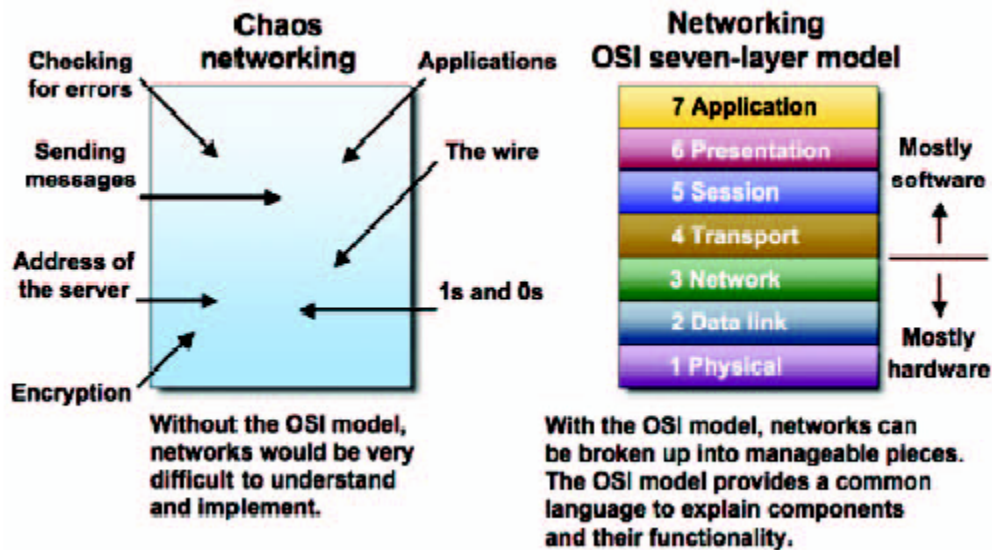 Chaos
networking
Checking
for errors
Applications
Sending
messages
The wire
Address of
the server
1s and 0s
Encryption
Without the OSI model,
networks would be very
difficult to understand
and implement.
Networking
OSI seven-layer model
7 Application
6 Presentation
5 Session
4 Transport
3 Network
2 Data link
1 Physical
Mostly
software
Mostly
hardware
With the OSI model, networks can
be broken up into manageable pieces.
The OSI model provides a common
language to explain components
and their functionality.